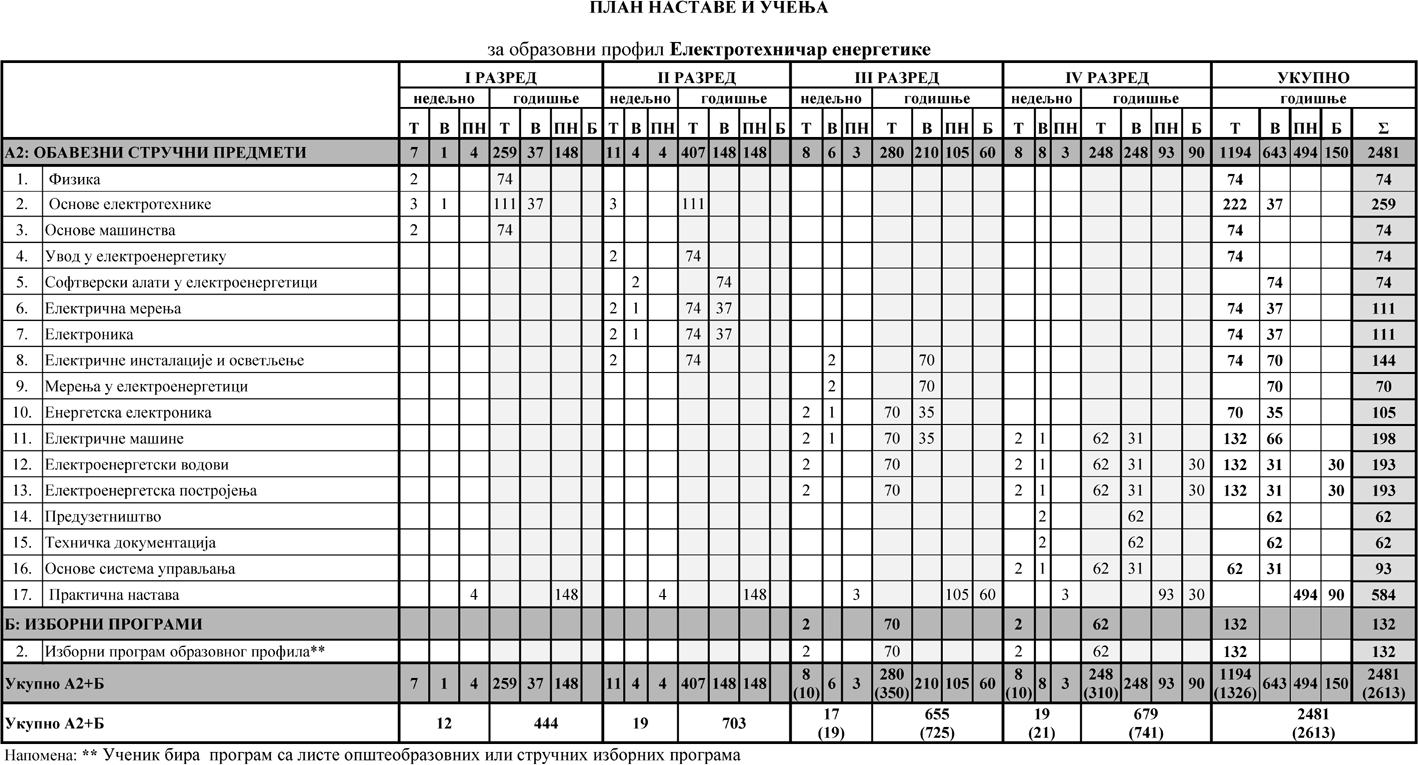 ПЛАН НАСТАВЕ И УЧЕЊА
за образовни профил Електротехничар енергетике
I РАЗРЕД II РАЗРЕД III РАЗРЕД IV РАЗРЕД УКУПНО
недељно годишње недељно годишње недељно годишње недељно годишње годишње
Т В ПН Т В ПН Б Т В ПН Т В ПН Б Т В ПН Т В ПН Б Т В ПН Т В ПН Б Т В ПН Б Σ
А2: ОБАВЕЗНИ СТРУЧНИ ПРЕДМЕТИ 7 1 4 259 37 148 11 4 4 407 148 148 8 6 3 280 210 105 60 8 8 3 248 248 93 90 1194 643 494 150 2481
1. Физика 2 74 74 74
2. Основе електротехнике 3 1 111 37 3 111 222 37 259
3. Основе машинства 2 74 74 74
4. Увод у електроенергетику 2 74 74 74
5. Софтверски алати у електроенергетици 2 74 74 74
6. Електрична мерења 2 1 74 37 74 37 111
7. Електроника 2 1 74 37 74 37 111
8. Електричне инсталације и осветљење 2 74 2 70 74 70 144
9. Мерења у електроенергетици 2 70 70 70
10. Енергетска електроника 2 1 70 35 70 35 105
11. Електричне машине 2 1 70 35 2 1 62 31 132 66 198
12. Електроенергетски водови 2 70 2 1 62 31 30 132 31 30 193
13. Електроенергетска постројења 2 70 2 1 62 31 30 132 31 30 193
14. Предузетништво 2 62 62 62
15. Техничка документација 2 62 62 62
16. Основе система управљања 2 1 62 31 62 31 93
17. Практична настава 4 148 4 148 3 105 60 3 93 30 494 90 584
Б: ИЗБОРНИ ПРОГРАМИ 2 70 2 62 132 132
2. Изборни програм образовног профила** 2 70 2 62 132 132
Укупно А2+Б 7 1 4 259 37 148 11 4 4 407 148 148 8 (10) 6 3 280 (350) 210 105 60 8 (10) 8 3 248 (310) 248 93 90 1194 (1326) 643 494 150 2481 (2613)
Укупно А2+Б 12 444 19 703 17 (19) 655 (725) 19 (21) 679 (741) 2481 (2613)
Напомена: ** Ученик бира програм са листе општеобразовних или стручних изборних програма